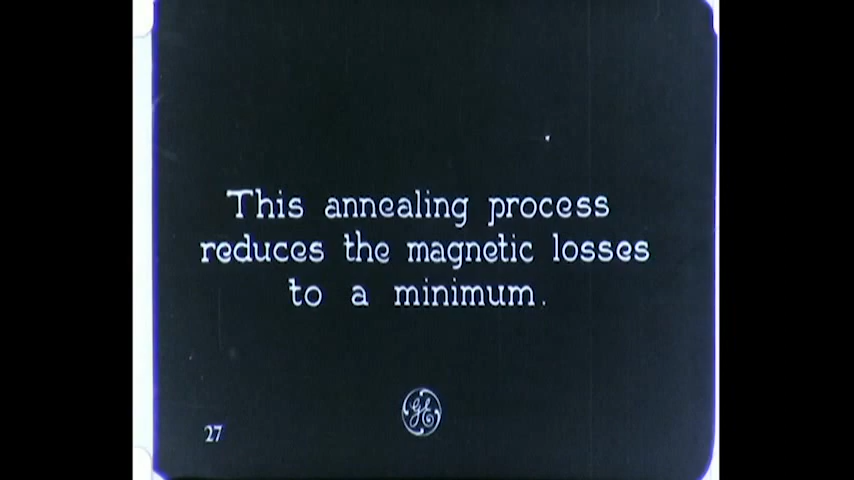 This annealing process
reduces the magnetic losses
to a minimum.
27
GE